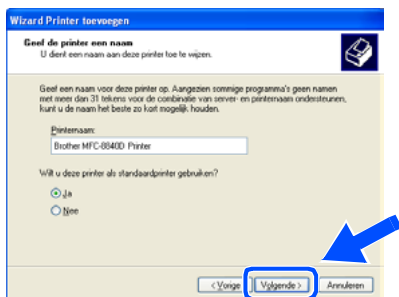 Wizard Printer toevoegen
Geef de printer een naam
U dient een naam aan deze printer toe te wijzen.
Geef een naam voor deze printer op. Aangezien sommige programma's geen namen
met meer dan 31 tekens voor de combinatie van server- en printernaam ondersteunen,
kunt u de naam het beste zo kort mogelijk houden.
Printernaam:
Brother MFC-8840D Printer
Wilt u deze printer als standaardprinter gebruiken?
Ja
Nee
< Vorige
Volgende >
Annuleren